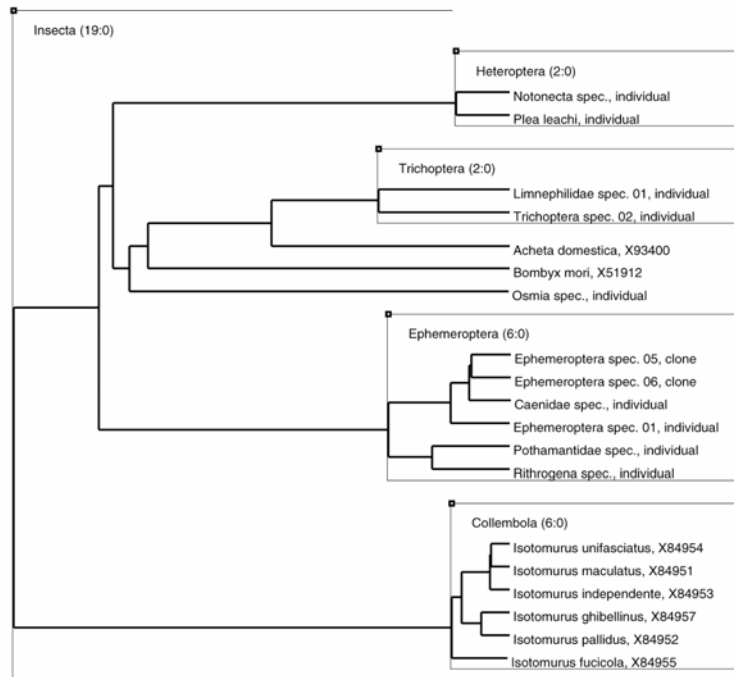 Insecta (19:0)
Heteroptera (2:0)
Notonecta spec., individual
Plea leachi, individual
Trichoptera (2:0)
Limnephilidae spec. 01, individual
Trichoptera spec. 02, individual
Acheta domestica, X93400
Bombyx mori, X51912
Osmia spec., individual
Ephemeroptera (6:0)
Ephemeroptera spec. 05, clone
Ephemeroptera spec. 06, clone
Caenidae spec., individual
Ephemeroptera spec. 01, individual
Pothamantidae spec., individual
Rithrogena spec., individual
Collembola (6:0)
Isotomurus unifasciatus, X84954
Isotomurus maculatus, X84951
Isotomurus independente, X84953
Isotomurus ghibellinus, X84957
Isotomurus pallidus, X84952
Isotomurus fucicola, X84955